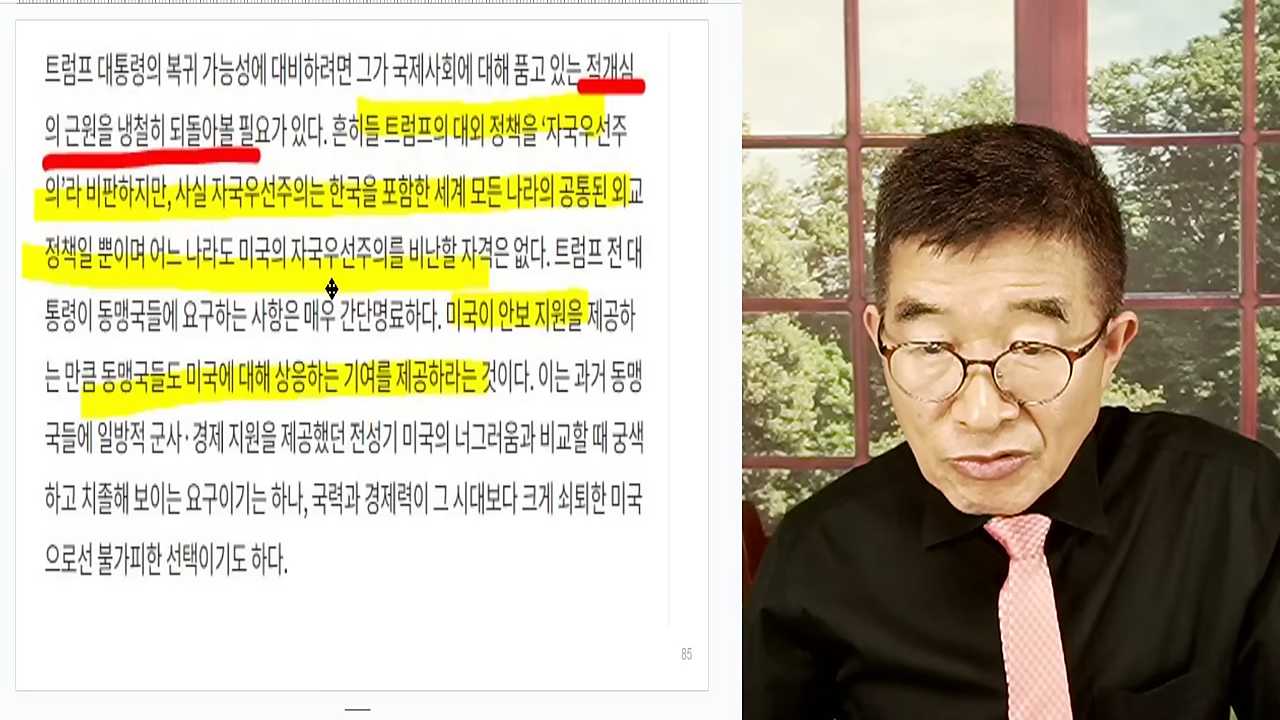 트럼프 대통령의 복귀 가능성에 대비하려면 그가 국제사회에 대해 품고 있는 적개심
의 근원을 냉철히 되돌아볼 필요가 있다. 흔히들 트럼프의 대외 정책을 ‘자국우선주
의’라 비판하지만, 사실 자국우선주의는 한국을 포함한 세계 모든 나라의 공통된 외교
정책일 뿐이며 어느 나라도 미국의 자국우선주의를 비난할 자격은 없다. 트럼프 전 대
통령이 동맹국들에 요구하는 사항은 매우 간단명료하다. 미국이 안보 지원을 제공하
는 만큼 동맹국들도 미국에 대해 상응하는 기여를 제공하라는 것이다. 이는 과거 동맹
국들에 일방적 군사·경제 지원을 제공했던 전성기 미국의 너그러움과 비교할 때 궁색
하고 치졸해 보이는 요구이기는 하나, 국력과 경제력이 그 시대보다 크게 쇠퇴한 미국
으로선 불가피한 선택이기도 하다.
85